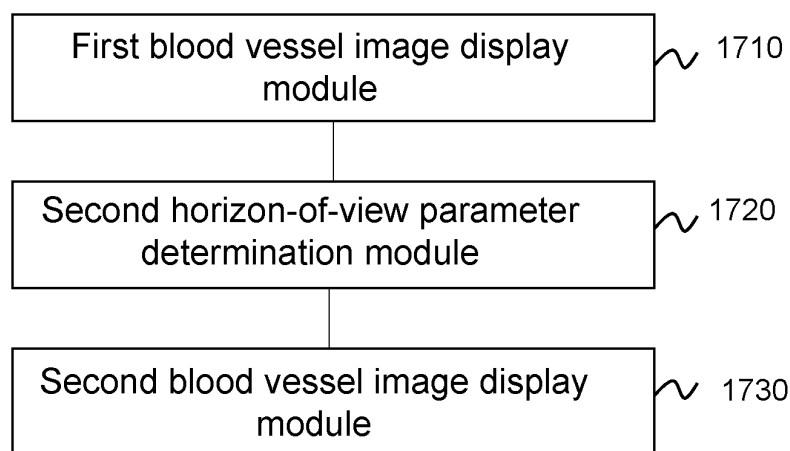 First blood vessel image display
module
1710
Second horizon-of-view parameter
determination module
1720
Second blood vessel image display
module
1730